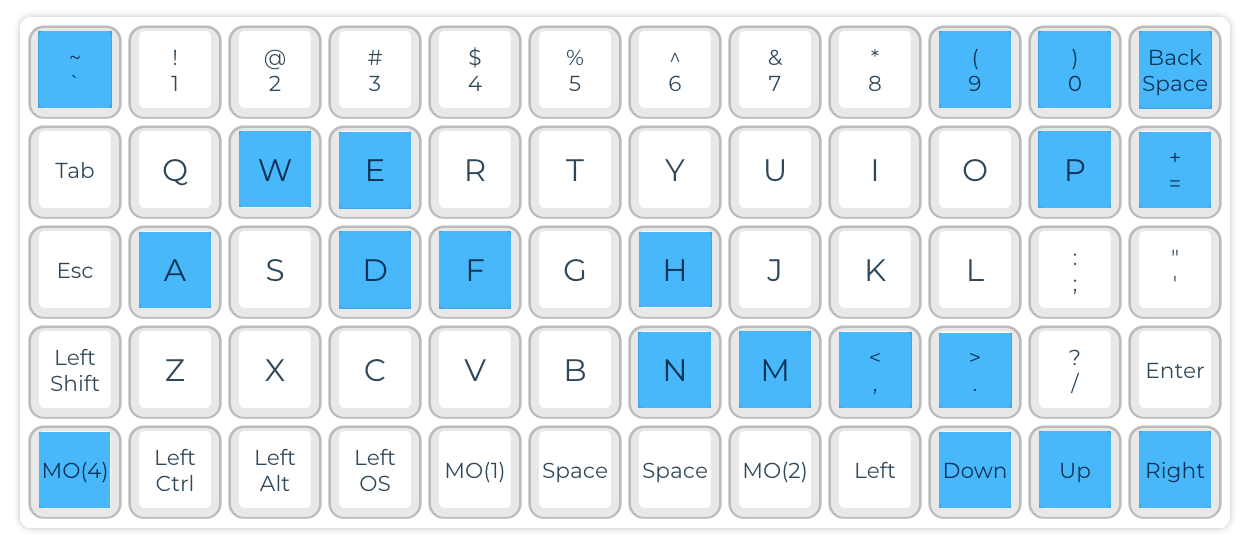 ~ ! @ # $ % ^ & * ( ) Back
` 1 2 3 4 5 6 7 8 9 0 Space
Tab Q W E R T Y U I O P + =
Esc A S D F G H J K L : ; " '
Left Shift Z X C V B N M < , > . ? / Enter
MO(4) Left Ctrl Left Alt Left OS MO(1) Space Space MO(2) Left Down Up Right